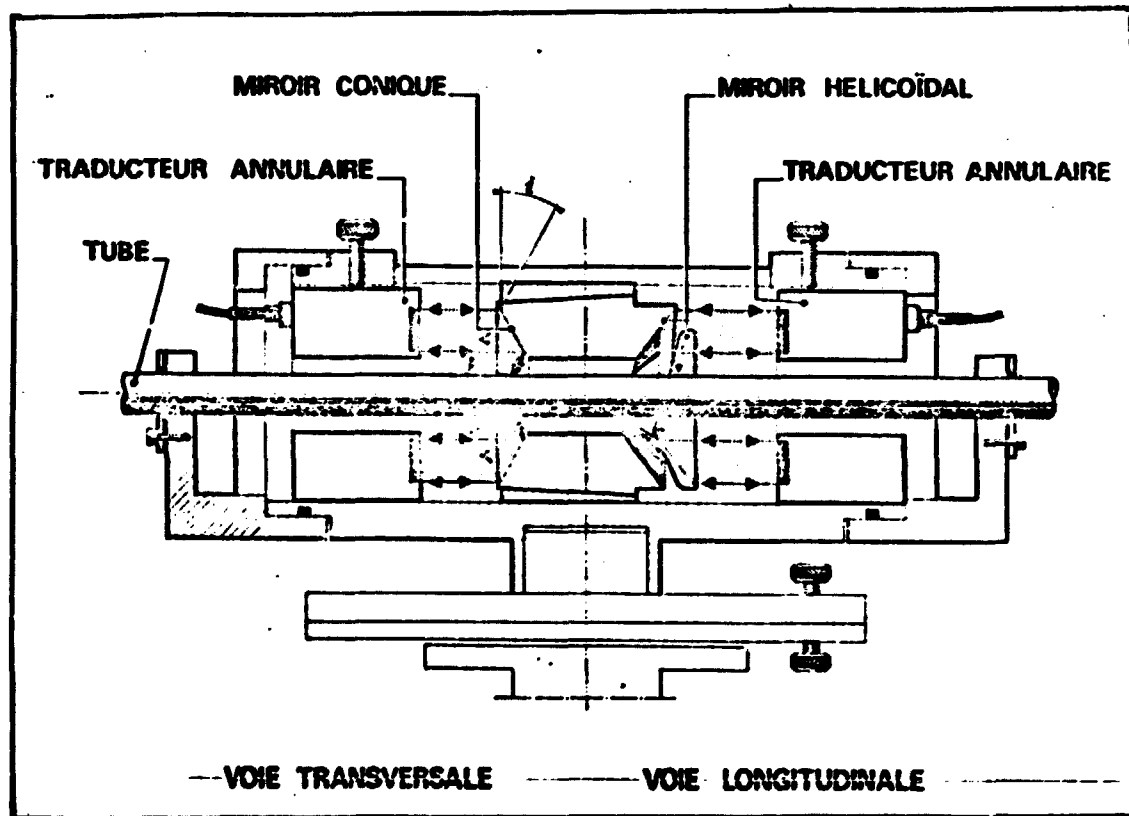 MIROIR CONIQUE
MIROIR HELICOÏDAL
TRADUCTEUR ANNULAIRE
TRADUCTEUR ANNULAIRE
TUBE
VOIE TRANSVERSALE
VOIE LONGITUDINALE